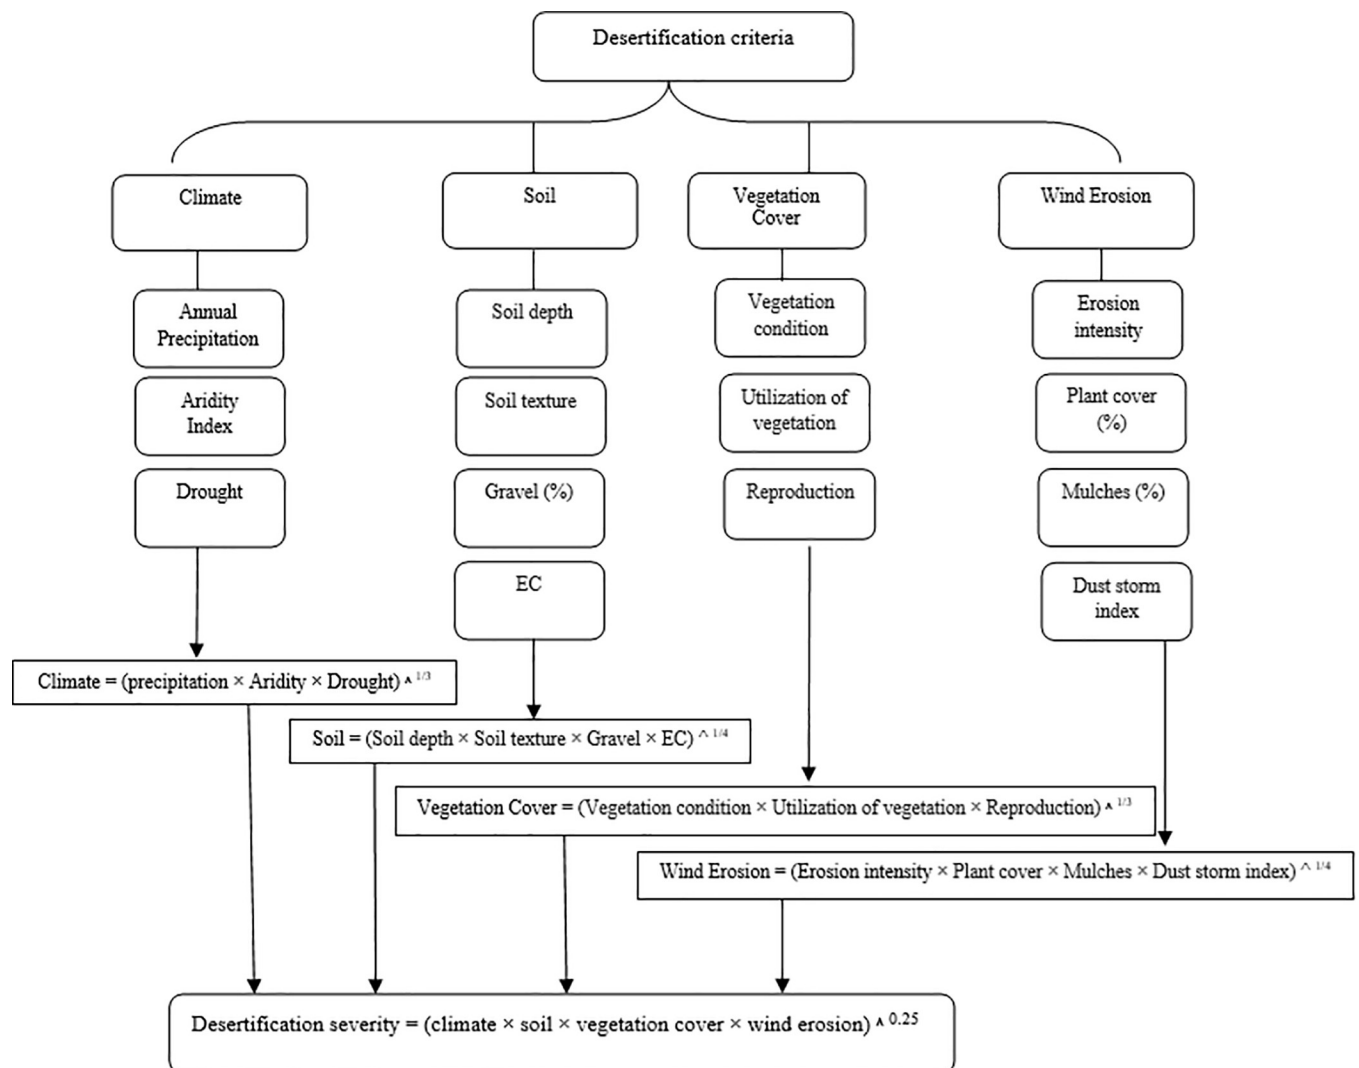 Desertification criteria
Climate
Soil
Vegetation
Cover
Wind Erosion
Annual
Precipitation
Aridity
Index
Drought
Soil depth
Soil texture
Gravel (%)
EC
Vegetation
condition
Utilization of
vegetation
Reproduction
Erosion
intensity
Plant cover
(%)
Mulches (%)
Dust storm
index
Climate = (precipitation × Aridity × Drought) ^ 1/3
Soil = (Soil depth × Soil texture × Gravel × EC) ^ 1/4
Vegetation Cover = (Vegetation condition × Utilization of vegetation × Reproduction) ^ 1/3
Wind Erosion = (Erosion intensity × Plant cover × Mulches × Dust storm index) ^ 1/4
Desertification severity = (climate × soil × vegetation cover × wind erosion) ^ 0.25